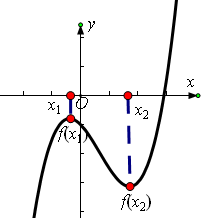 y
x
x₁ O x₂
f(x₁)
f(x₂)